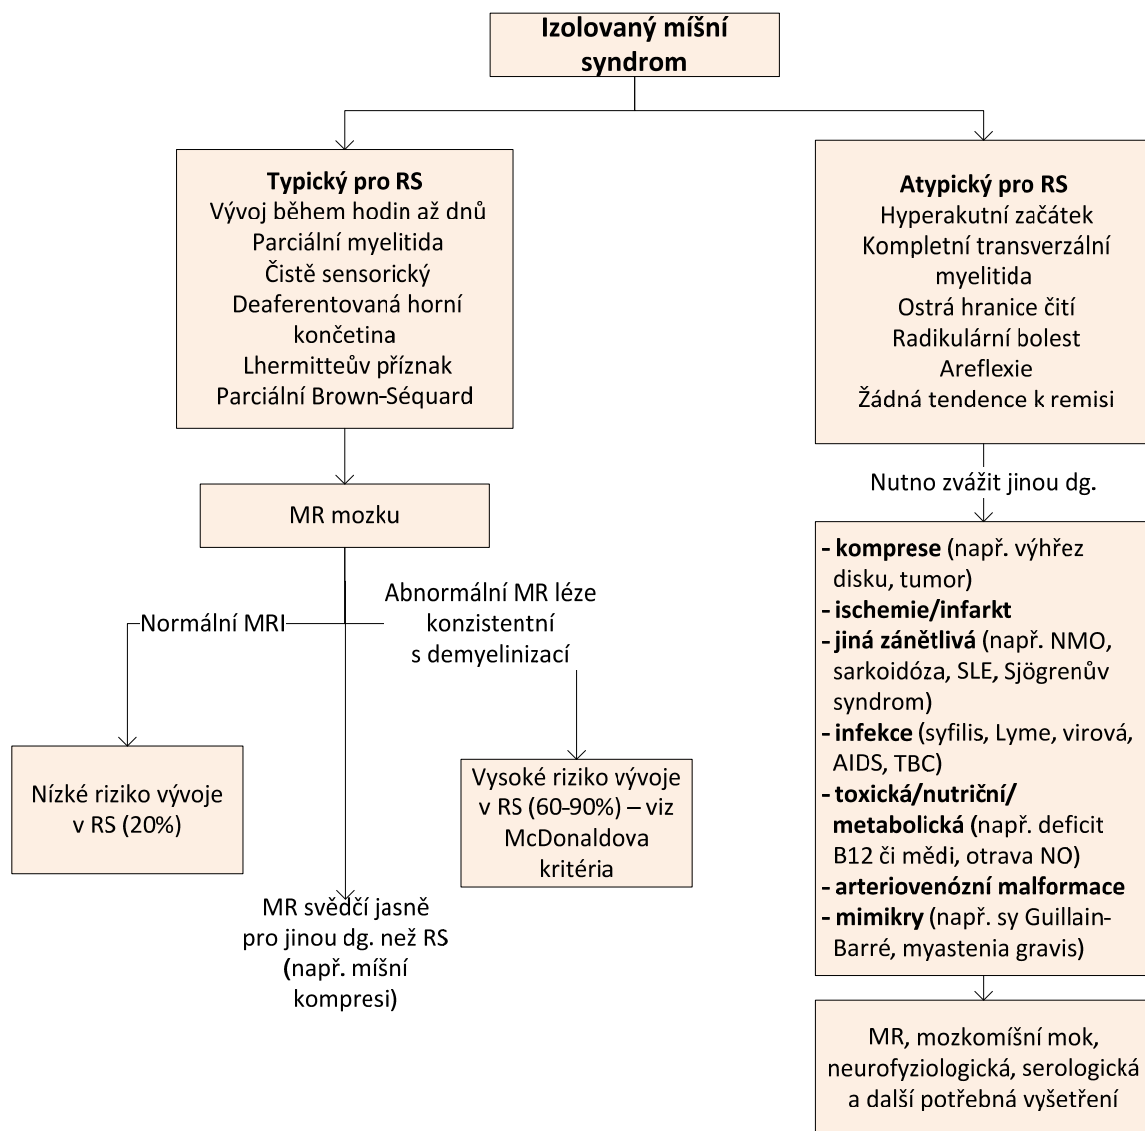 Izolovaný míšní
syndrom
Typický pro RS
Vývoj během hodin až dnů
Parciální myelitida
Čistě sensorický
Deaferentovaná horní
končetina
Lhermitteův příznak
Parciální Brown-Séquard
MR mozku
Normální MRI
Abnormální MR léze
konzistentní
s demyelinizací
Nízké riziko vývoje
v RS (20%)
MR svědčí jasně
pro jinou dg. než RS
(např. míšní
kompresi)
Vysoké riziko vývoje
v RS (60-90%) – viz
McDonaldova
kritéria
Atypický pro RS
Hyperakutní začátek
Kompletní transverzální
myelitida
Ostrá hranice čití
Radikulární bolest
Areflexie
Žádná tendence k remisi
Nutno zvážit jinou dg.
- komprese (např. výhřez
disku, tumor)
- ischemie/infarkt
- jiná zánětlivá (např. NMO,
sarkoidóza, SLE, Sjögrenův
syndrom)
- infekce (syfilis, Lyme, virová,
AIDS, TBC)
- toxická/nutriční/
metabolická (např. deficit
B12 či mědi, otrava NO)
- arteriovenózní malformace
- mimikry (např. sy Guillain-
Barré, myastenia gravis)
MR, mozkomíšní mok,
neurofyziologická, serologická
a další potřebná vyšetření